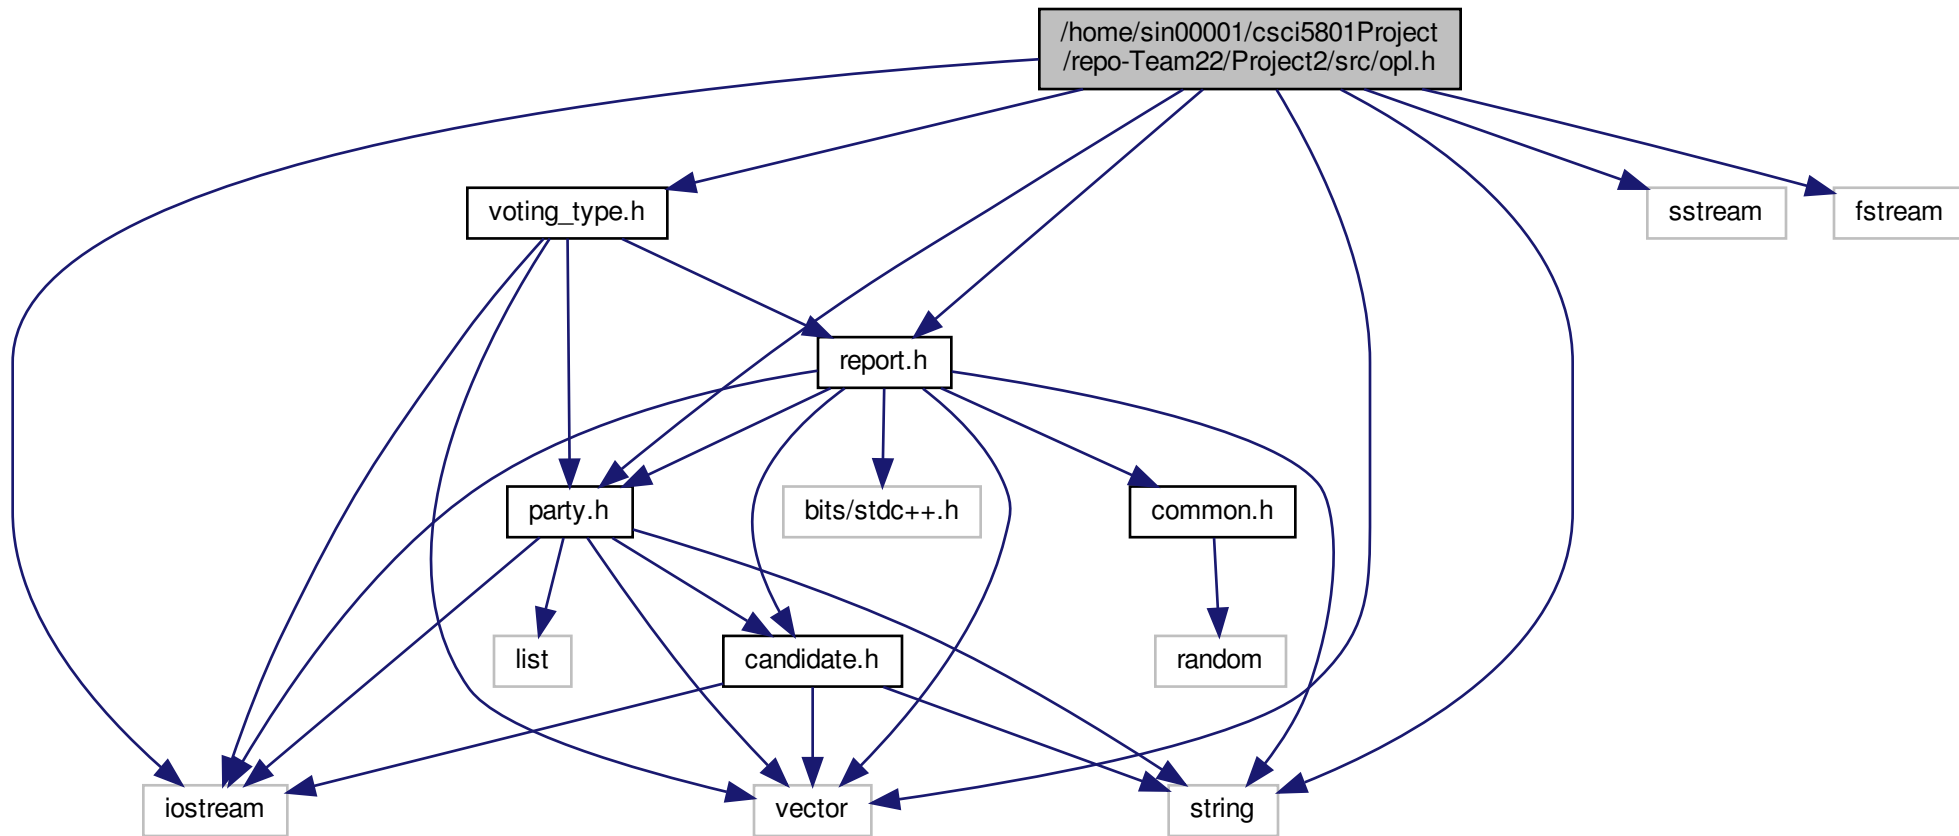 /home/sin00001/csci5801Project
/repo-Team22/Project2/src/opl.h
voting_type.h
sstream
fstream
report.h
party.h
bits/stdc++.h
common.h
list
candidate.h
random
iostream
vector
string